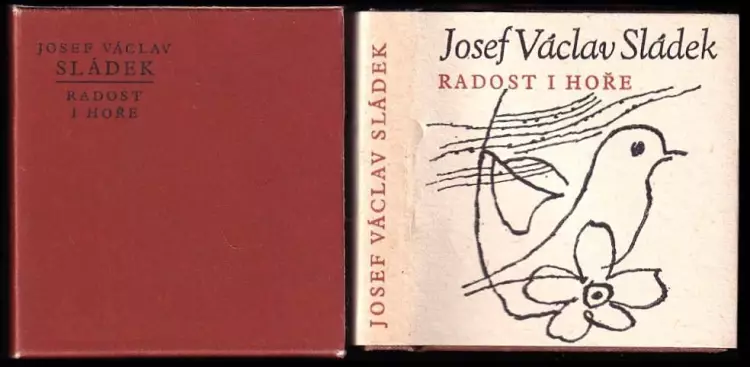 JOSEF VÁCLAV
SLÁDEK
RADOST
I HOŘE
JOSEF VÁCLAV SLÁDEK
Josef Václav Sládek
RADOST I HOŘE